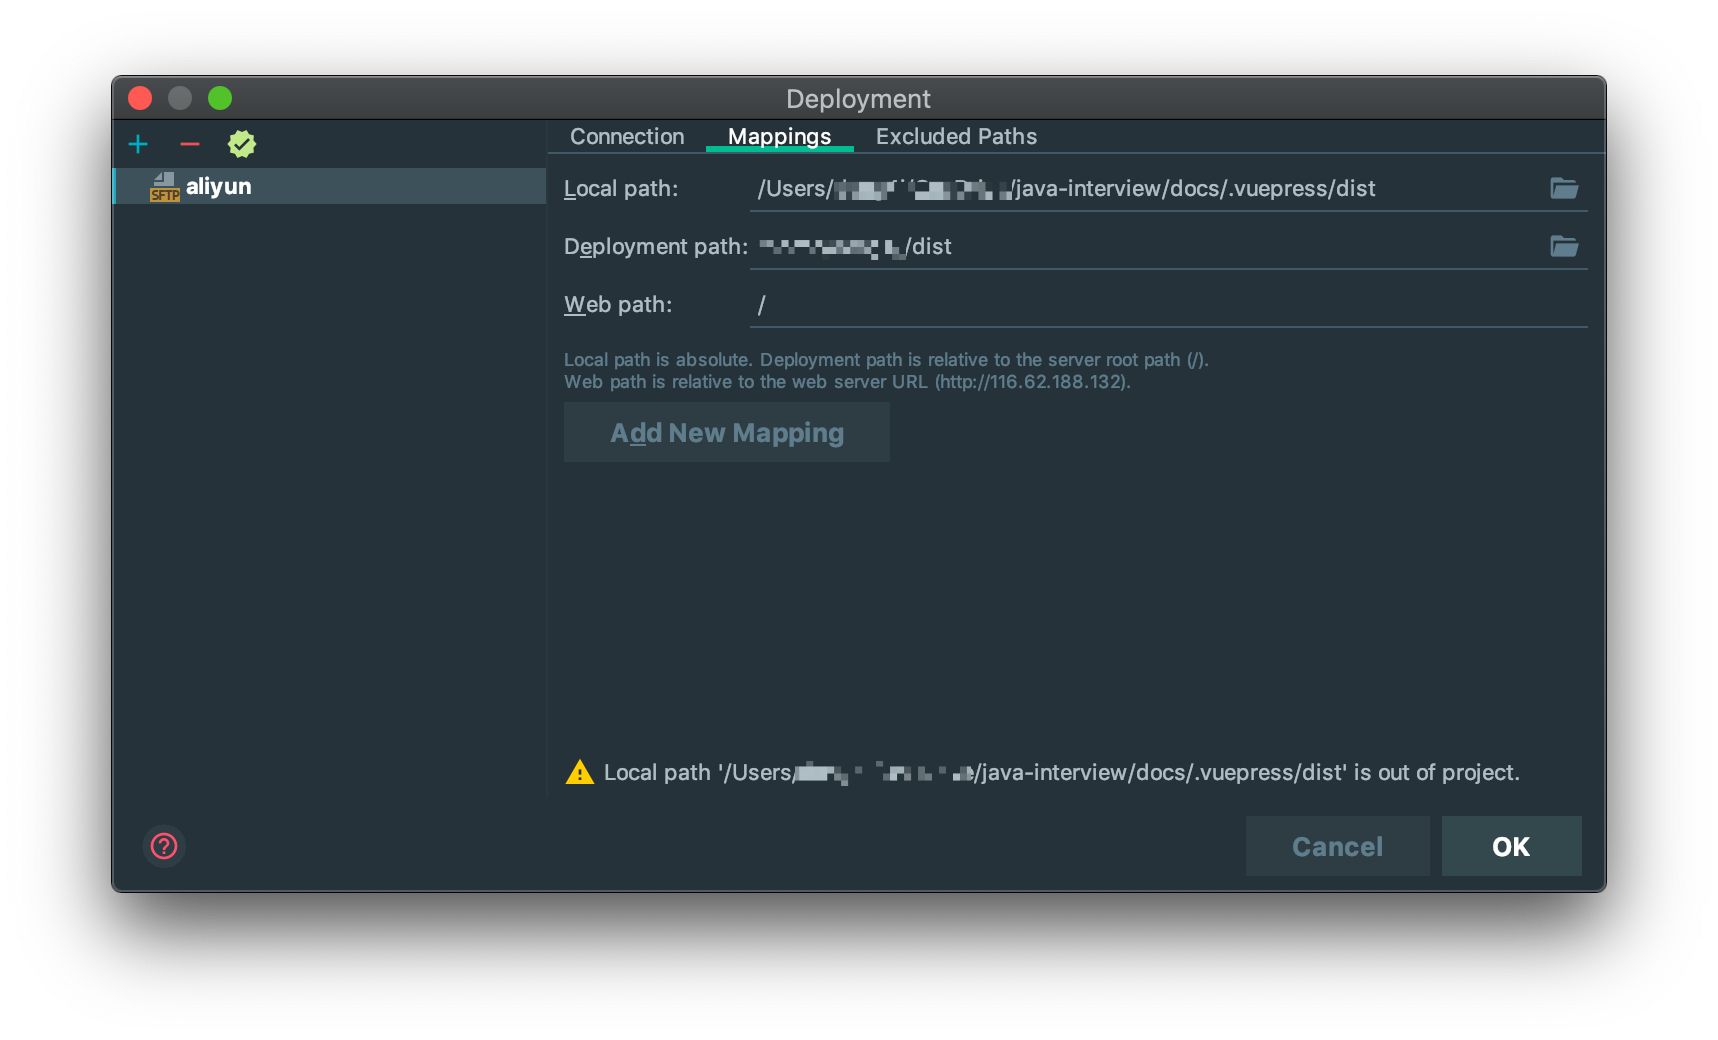 Deployment
Connection Mappings Excluded Paths
SFTP aliyun
Local path: /Users/ /java-interview/docs/.vuepress/dist
Deployment path: /dist
Web path: /
Local path is absolute. Deployment path is relative to the server root path (/).
Web path is relative to the web server URL (http://116.62.188.132).
Add New Mapping
Local path '/Users/ /java-interview/docs/.vuepress/dist' is out of project.
?
Cancel OK